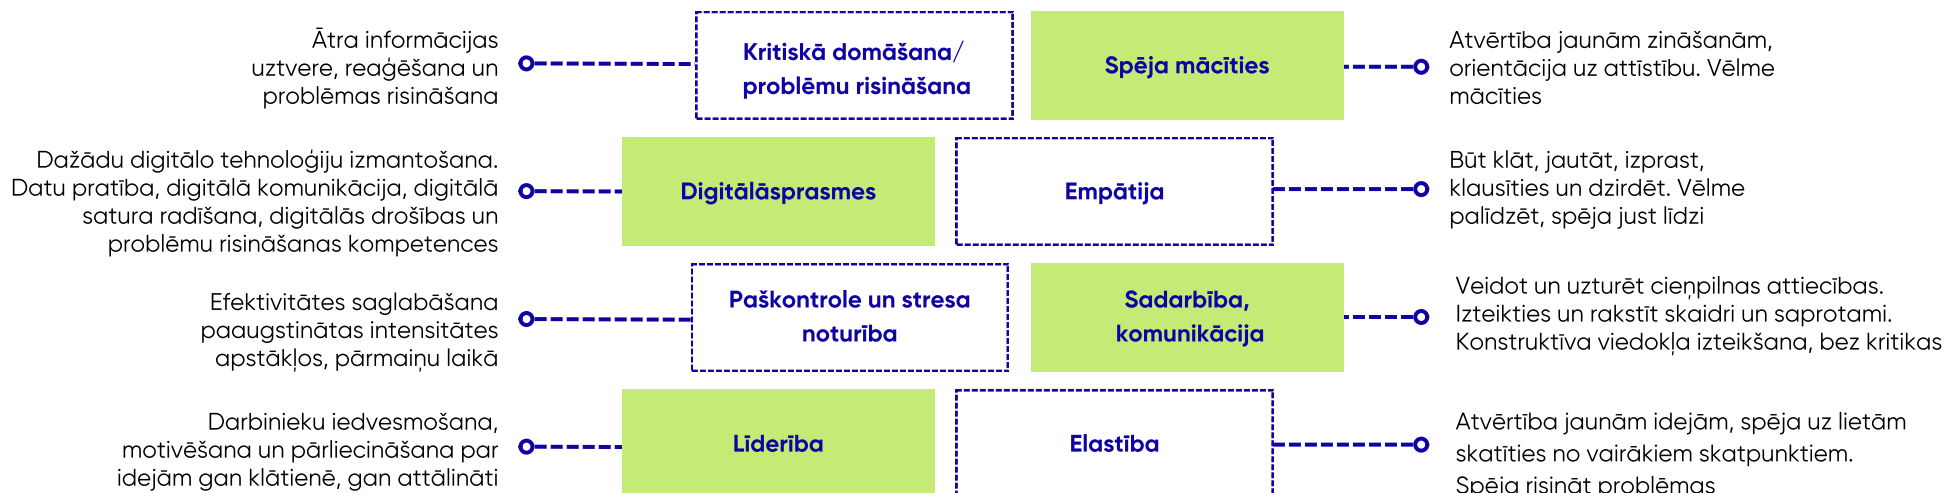 Ātra informācijas
uztvere, reaģēšana un
problēmas risināšana
Kritiskā domāšana/
problēmu risināšana
Spēja mācīties
Atvērtība jaunām zināšanām,
orientācija uz attīstību. Vēlme
mācīties
Dažādu digitālo tehnoloģiju izmantošana.
Datu pratība, digitālā komunikācija, digitālā
satura radīšana, digitālās drošības un
problēmu risināšanas kompetences
Digitālāsprasmes
Empātija
Būt klāt, jautāt, izprast,
klausīties un dzirdēt. Vēlme
palīdzēt, spēja just līdzi
Efektivitātes saglabāšana
paaugstinātas intensitātes
apstākļos, pārmaiņu laikā
Paškontrole un stresa
noturība
Sadarbība,
komunikācija
Veidot un uzturēt cieņpilnas attiecības.
Izteikties un rakstīt skaidri un saprotami.
Konstruktīva viedokļa izteikšana, bez kritikas
Darbinieku iedvesmošana,
motivēšana un pārliecināšana par
idejām gan klātienē, gan attālināti
Līderība
Elastība
Atvērtība jaunām idejām, spēja uz lietām
skatīties no vairākiem skatpunktiem.
Spēja risināt problēmas